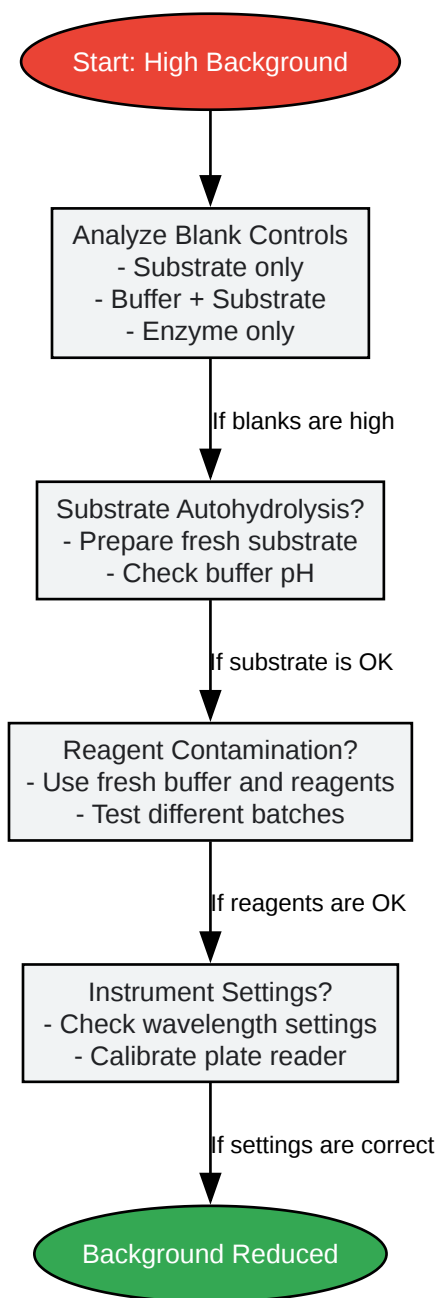 Start: High Background
Analyze Blank Controls
- Substrate only
- Buffer + Substrate
- Enzyme only
If blanks are high
Substrate Autohydrolysis?
- Prepare fresh substrate
- Check buffer pH
If substrate is OK
Reagent Contamination?
- Use fresh buffer and reagents
- Test different batches
If reagents are OK
Instrument Settings?
- Check wavelength settings
- Calibrate plate reader
If settings are correct
Background Reduced